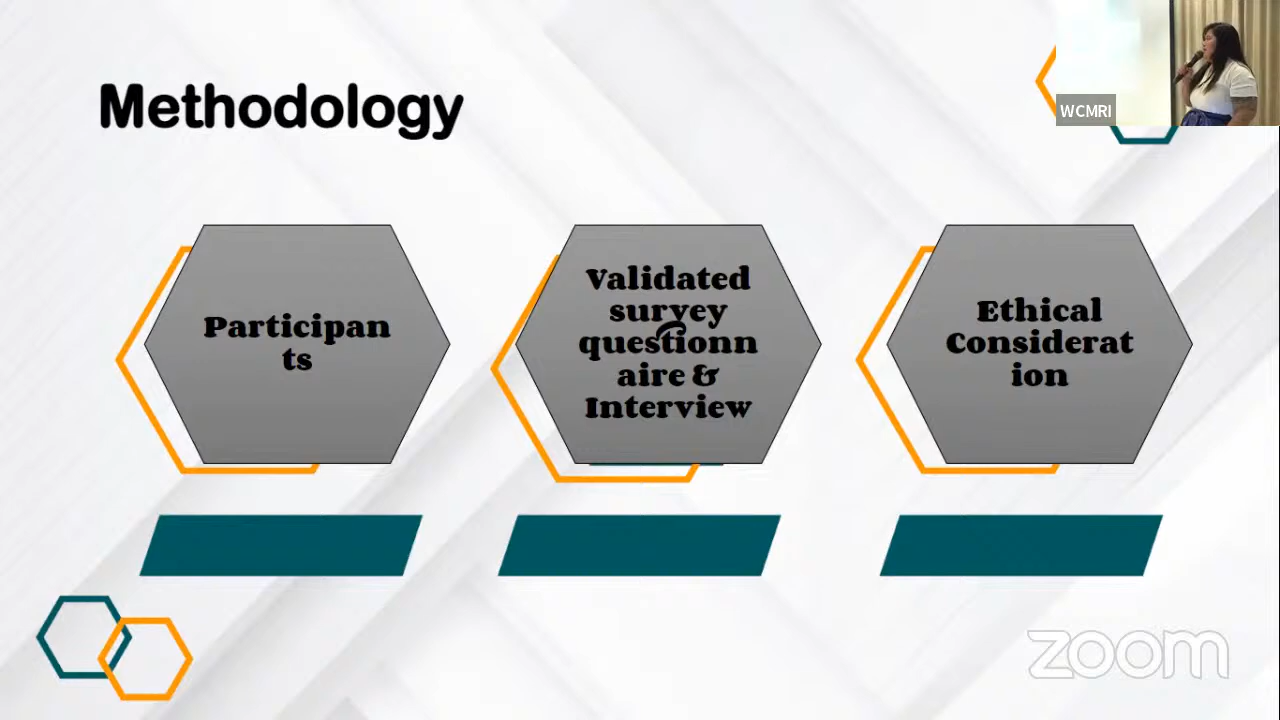 Methodology
WCMRI
Participan
ts
Validated
survey
questionn
aire &
Interview
Ethical
Considerat
ion
zoom